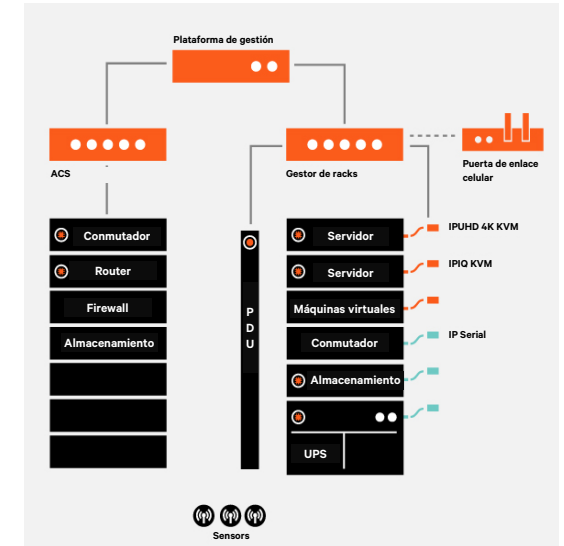 Plataforma de gestión
ACS
Gestor de racks
Puerta de enlace
celular
Conmutador
Router
Firewall
Almacenamiento
P
D
U
Servidor
Servidor
Máquinas virtuales
Conmutador
Almacenamiento
UPS
IPUHD 4K KVM
IPIQ KVM
IP Serial
Sensors